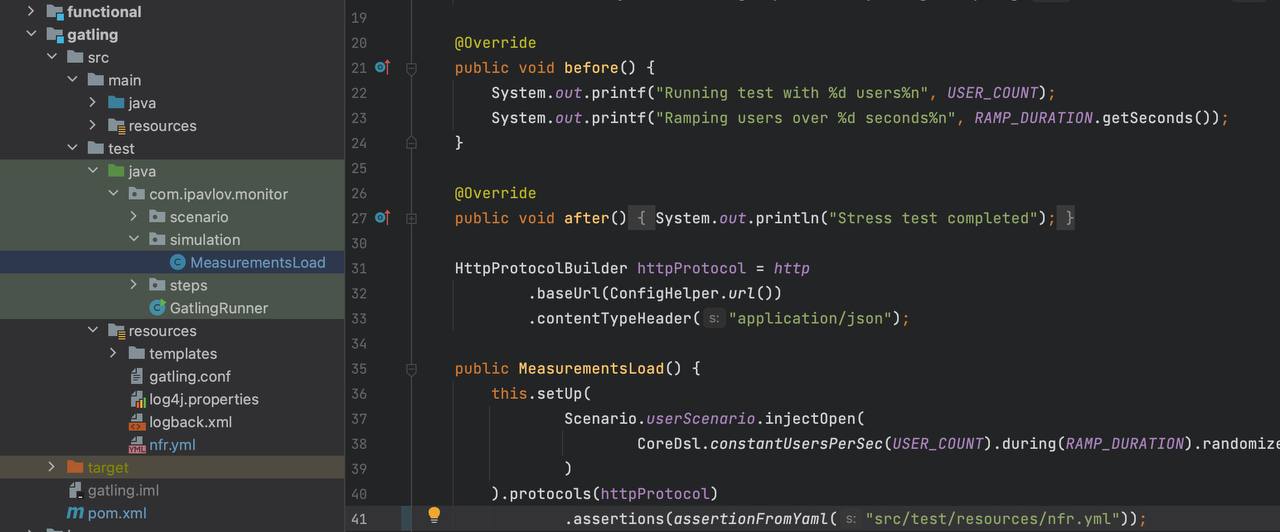 functional
gatling
src
main
java
resources
test
java
com.ipavlov.monitor
scenario
simulation
MeasurementsLoad
steps
GatlingRunner
resources
templates
gatling.conf
log4j.properties
logback.xml
nfr.yml
target
gatling.iml
pom.xml
19
20 @Override
21 public void before() {
22 System.out.printf("Running test with %d users%n", USER_COUNT);
23 System.out.printf("Ramping users over %d seconds%n", RAMP_DURATION.getSeconds());
24 }
25
26 @Override
27 public void after() { System.out.println("Stress test completed"); }
30
31 HttpProtocolBuilder httpProtocol = http
32 .baseUrl(ConfigHelper.url())
33 .contentTypeHeader( s: "application/json");
34
35 public MeasurementsLoad() {
36 this.setUp(
37 Scenario.userScenario.injectOpen(
38 CoreDsl.constantUsersPerSec(USER_COUNT).during(RAMP_DURATION).randomize
39 )
40 ).protocols(httpProtocol)
41 .assertions(assertionFromYaml( s: "src/test/resources/nfr.yml"));